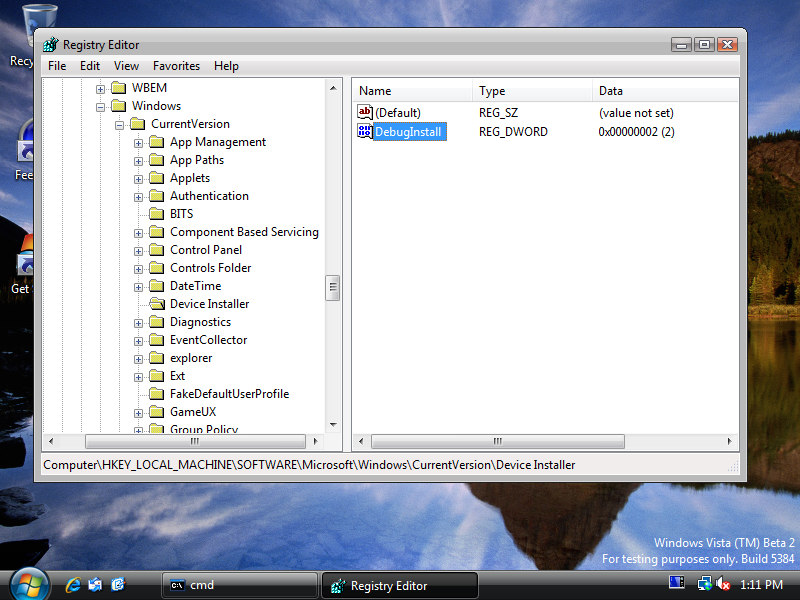 Recy
Registry Editor
File Edit View Favorites Help
WBEM
Windows
CurrentVersion
App Management
App Paths
Applets
Authentication
BITS
Component Based Servicing
Control Panel
Controls Folder
DateTime
Device Installer
Diagnostics
EventCollector
explorer
Ext
FakeDefaultUserProfile
GameUX
Group Policy
Name Type Data
ab (Default) REG_SZ (value not set)
DebugInstall REG_DWORD 0x00000002 (2)
Computer\HKEY_LOCAL_MACHINE\SOFTWARE\Microsoft\Windows\CurrentVersion\Device Installer
Fee
Get
Windows Vista (TM) Beta 2
For testing purposes only. Build 5384
cmd
Registry Editor
1:11 PM